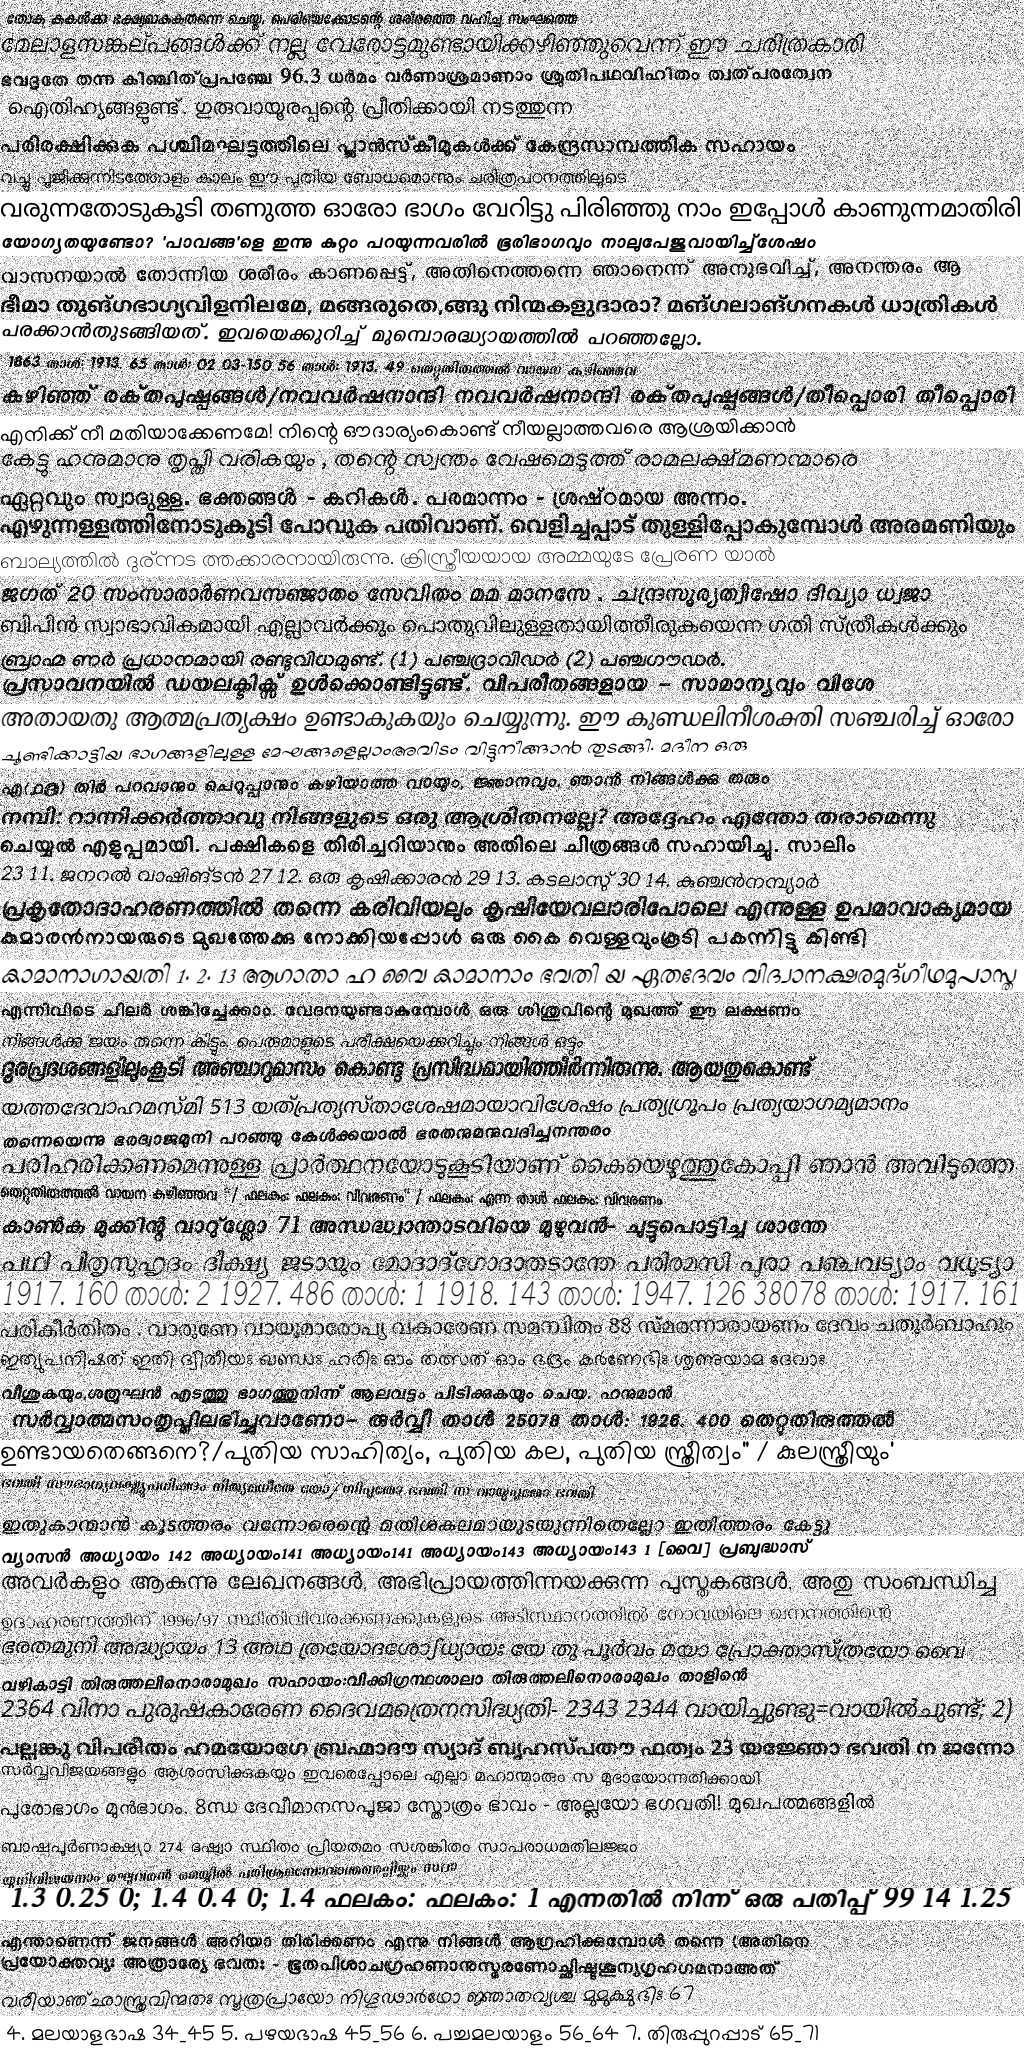 തോക്ക് കകൾക്ക ഭക്ഷ്യമാകുകതന്നെ ചെയ്തു, പെരിഞ്ചേക്കോടന്റെ ശരീരത്തെ വഹിച്ച സംഘത്തെ
മേലാളസങ്കല്പങ്ങൾക്ക് നല്ല വേരോട്ടമുണ്ടായിക്കഴിഞ്ഞുവെന്ന് ഈ ചരിത്രകാരി
ഭവദ്ദൃതേ തന്ന കിഞ്ചിത്പ്രപഞ്ചേ 96.3 ധർമം വർണാശ്രമാണാം ശ്രുതിപഥവിഹിതം ത്വത്പരത്വേന
ഐതിഹ്യങ്ങളുണ്ട്. ഗുരുവായൂരപ്പന്റെ പ്രീതിക്കായി നടത്തുന്ന
പരിരക്ഷിക്കുക പശ്ചിമഘട്ടത്തിലെ പ്ലാൻസ്കീമുകൾക്ക് കേന്ദ്രസാമ്പത്തിക സഹായം
വച്ചു പൂജിക്കുന്നിടത്തോളം കാലം ഈ പുതിയ ബോധമൊന്നും ചരിത്രപഠനത്തിലൂടെ
വരുന്നതോടുകൂടി തണുത്ത ഓരോ ഭാഗം വേറിട്ടു പിരിഞ്ഞു നാം ഇപ്പോൾ കാണുന്നമാതിരി
യോഗ്യതയുണ്ടോ? 'പാവങ്ങ'ളെ ഇന്നു കുറ്റം പറയുന്നവരിൽ ഭൂരിഭാഗവും നാലുപേജുവായിച്ച്ശേഷം
വാസനയാൽ തോന്നിയ ശരീരം കാണപ്പെട്ട്, അതിനെത്തന്നെ ഞാനെന്ന് അനുഭവിച്ച്, അനന്തരം ആ
ഭീമാ തുങ്ഗഭാഗ്യവിളനിലമേ, മങ്ങരുതെ,ങ്ങു നിന്മകളുദാരാ? മങ്ഗലാങ്ഗനകൾ ധാത്രികൾ
പരക്കാൻതുടങ്ങിയത്. ഇവയെക്കുറിച്ച് മുമ്പൊരദ്ധ്യായത്തിൽ പറഞ്ഞല്ലോ.
1863 താൾ: 1913. 65 താൾ: 02 03-150 56 താൾ: 1913. 49 തെറ്റുതിരുത്തൽ വായന കഴിഞ്ഞവ
കഴിഞ്ഞ് രക്തപുഷ്പങ്ങൾ/നവവർഷനാന്ദി നവവർഷനാന്ദി രക്തപുഷ്പങ്ങൾ/തീപ്പൊരി തീപ്പൊരി
എനിക്ക് നീ മതിയാക്കേണമേ! നിന്റെ ഔദാര്യംകൊണ്ട് നീയല്ലാത്തവരെ ആശ്രയിക്കാൻ
കേട്ടു ഹനുമാനു തൃപ്തി വരികയും , തന്റെ സ്വന്തം വേഷമെടുത്ത് രാമലക്ഷ്മണന്മാരെ
ഏറ്റവും സ്വാദുള്ള. ഭക്തങ്ങൾ - കറികൾ. പരമാന്നം - ശ്രഷ്ഠമായ അന്നം.
എഴുന്നള്ളത്തിനോടുകൂടി പോവുക പതിവാണ്. വെളിച്ചപ്പാട് തുള്ളിപ്പോകുമ്പോൾ അരമണിയും
ബാല്യത്തിൽ ദുര്ന്നട ത്തക്കാരനായിരുന്നു. ക്രിസ്ത്രീയയായ അമ്മയുടേ പ്രേരണ യാൽ
ജഗത് 20 സംസാരാർണവസഞ്ജാതം സേവിതം മമ മാനസേ . ചന്ദ്രസൂര്യത്വിഷോ ദിവ്യാ ധ്വജാ
ബിപിൻ സ്വാഭാവികമായി എല്ലാവർക്കും പൊതുവിലുള്ളതായിത്തീരുകയെന്ന ഗതി സ്ത്രീകൾക്കും
ബ്രാഹ്മ ണർ പ്രധാനമായി രണ്ടുവിധമുണ്ട്. (1) പഞ്ചദ്രാവിഡർ (2) പഞ്ചഗൗഡർ.
പ്രസാവനയിൽ ഡയലക്ടിക്സ് ഉൾക്കൊണ്ടിട്ടുണ്ട്. വിപരീതങ്ങളായ – സാമാന്യവും വിശേ
അതായതു ആത്മപ്രത്യക്ഷം ഉണ്ടാകുകയും ചെയ്യുന്നു. ഈ കുണ്ഡലിനീശക്തി സഞ്ചരിച്ച് ഓരോ
ചൂണ്ടിക്കാട്ടിയ ഭാഗങ്ങളിലുള്ള മേഘങ്ങളെല്ലാംഅവിടം വിട്ടുനീങ്ങാൻ തുടങ്ങി. മദീന ഒരു
എ(ഫദ്ര) തിർ പറവാനും ചെറുപ്പാനും കഴിയാത്ത വായും, ജ്ഞാനവും, ഞാൻ നിങ്ങൾക്കു തരും
നമ്പി: റാന്നിക്കർത്താവു നിങ്ങളുടെ ഒരു ആശ്രിതനല്ലേ? അദ്ദേഹം എന്തോ തരാമെന്നു
ചെയ്യൽ എളുപ്പമായി. പക്ഷികളെ തിരിച്ചറിയാനും അതിലെ ചിത്രങ്ങൾ സഹായിച്ചു. സാലിം
23 11. ജനറൽ വാഷിങ്ടൻ 27 12. ഒരു കൃഷിക്കാരൻ 29 13. കടലാസ്സ് 30 14. കുഞ്ചൻനമ്പ്യാർ
പ്രകൃതോദാഹരണത്തിൽ തന്നെ കരിവിയലും കൃഷിയേവലാരിപോലെ എന്നുള്ള ഉപമാവാക്യമായ
കുമാരൻനായരുടെ മുഖത്തേക്കു നോക്കിയപ്പോൾ ഒരു കൈ വെള്ളവുംകൂടി പകന്നിട്ടു കിണ്ടി
കാമാനാഗായതി 1. 2. 13 ആഗാതാ ഹ വൈ കാമാനാം ഭവതി യ ഏതദേവം വിദ്വാനക്ഷരമുദ്ഗീഥമുപാസ്ത
എന്നിവിടെ ചിലർ ശങ്കിച്ചേക്കാം. വേദനയുണ്ടാകുമ്പോൾ ഒരു ശിശുവിന്റെ മുഖത്ത് ഈ ലക്ഷണം
നിങ്ങൾക്കു ജയം തന്നെ കിട്ടും. പെരുമാളുടെ പരീക്ഷയെക്കുറിച്ചും നിങ്ങൾ ഒട്ടും
ദൂരപ്രദശങ്ങളിലുംകൂടി അഞ്ചാറുമാസം കൊണ്ടു പ്രസിദ്ധമായിത്തീർന്നിരുന്നു. ആയതുകൊണ്ട്
യത്തദേവാഹമസ്മി 513 യത്പ്രത്യസ്താശേഷമായാവിശേഷം പ്രത്യഗ്രൂപം പ്രത്യയാഗമ്യമാനം
തന്നെയെന്നു ഭരദ്വാജമുനി പറഞ്ഞു കേൾക്കയാൽ ഭരതനുമനുവദിച്ചനന്തരം
പരിഹരിക്കണമെന്നുള്ള പ്രാർത്ഥനയോടുകൂടിയാണ് കൈയെഴുത്തുകോപ്പി ഞാൻ അവിടുത്തെ
തെറ്റുതിരുത്തൽ വായന കഴിഞ്ഞവ "/ ഫലകം: ഫലകം: വിവരണം" / ഫലകം: എന്ന താൾ ഫലകം: വിവരണം
കാൺക മുക്കിന്റ വാറ്റ്ശ്ലോ 71 അന്ധദ്ധ്വാന്താടവിയെ മുഴുവൻ- ചുട്ടുപൊട്ടിച്ച ശാന്തേ
പഥി പിതൃസുഹൃദം ദീക്ഷ്യ ജടായും മോദാദ്ഗോദാതടാന്തേ പരിരമസി പുരാ പഞ്ചവട്യാം വധൂട്യാ
1917. 160 താൾ: 2 1927. 486 താൾ: 1 1918. 143 താൾ: 1947. 126 38078 താൾ: 1917. 161
പരികീർതിതം . വാരുണേ വായുമാരോപ്യ വകാരേണ സമന്വിതം 88 സ്മരന്നാരായണം ദേവം ചതുർബാഹും
ഇത്യുപനിഷത് ഇതി ദ്വിതീയഃ ഖണ്ഡഃ ഹരിഃ ഓം തത്സത് ഓം ഭദ്രം കർണേഭിഃ ശൃണുയാമ ദേവാഃ
വീശുകയും,ശത്രുഘൻ എടത്തു ഭാഗത്തുനിന്ന് ആലവട്ടം പിടിക്കുകയും ചെയ. ഹനുമാൻ
സർവ്വാത്മസംതൃപ്തിലഭിച്ചുവാണോ– രുർവ്വീ താൾ 25078 താൾ: 1926. 400 തെറ്റുതിരുത്തൽ
ഉണ്ടായതെങ്ങനെ?/പുതിയ സാഹിത്യം, പുതിയ കല, പുതിയ സ്ത്രീത്വം" / കുലസ്ത്രീയും'
ഇതുകാന്മാൻ കൂടത്തരം വന്നോരെന്റെ മതിശകലമായുടയുന്നിതെല്ലോ ഇതിത്തരം കേട്ടു
വ്യാസൻ അധ്യായം 142 അധ്യായം141 അധ്യായം141 അധ്യായം143 അധ്യായം143 1 [വൈ] പ്രബുദ്ധാസ്
അവർകളും ആകുന്നു ലേഖനങ്ങൾ, അഭിപ്രായത്തിന്നയക്കുന്ന പുസ്തകങ്ങൾ, അതു സംബന്ധിച്ച
ഉദാഹരണത്തിന് 1996/97 സ്ഥിതിവിവരക്കണക്കുകളുടെ അടിസ്ഥാനത്തിൽ നോവയിലെ ഖനനത്തിന്റെ
ഭരതമുനി അദ്ധ്യായം 13 അഥ ത്രയോദശോഽധ്യായഃ യേ തു പൂർവം മയാ പ്രോക്താസ്ത്രയോ വൈ
വഴികാട്ടി തിരുത്തലിനൊരാമുഖം സഹായം:വിക്കിഗ്രന്ഥശാലാ തിരുത്തലിനൊരാമുഖം താളിന്റെ
2364 വിനാ പുരുഷകാരേണ ദൈവമത്രെനസിദ്ധ്യതി- 2343 2344 വായിച്ചുണ്ടു=വായിൽചുണ്ട്; 2)
പല്ലങ്കു വിപരീതം ഹമയോഗേ ബ്രഹ്മാദൗ സ്യാദ് ബൃഹസ്പതൗ ഫത്വം 23 യജ്ഞോ ഭവതി ന ജന്നോ
സർവ്വവിജയങ്ങളും ആശാസിക്കുകയും ഇവരെപ്പോലെ എല്ലാ മഹാന്മാരും സ മുദായോന്നതിക്കായി
പുരോഭാഗം മുൻഭാഗം. 8ന്ധ ദേവീമാനസപൂജാ സ്തോത്രം ഭാവം - അല്ലയോ ഭഗവതി! മുഖപത്മങ്ങളിൽ
ബാഷ്പപൂർണാക്ഷ്യാ 274 ദൃഷ്ട്വാ സ്ഥിതം പ്രിയതമം സശങ്കിതം സാപരാധമതിലജ്ജം
1.3 0.25 0; 1.4 0.4 0; 1.4 ഫലകം: ഫലകം: 1 എന്നതിൽ നിന്ന് ഒരു പതിപ്പ് 99 14 1.25
എന്താണെന്ന് ജനങ്ങൾ അറിയാ തിരിക്കണം എന്നു നിങ്ങൾ ആഗ്രഹിക്കുമ്പോൾ തന്നെ (അതിനെ
പ്രയോക്തവ്യഃ അത്രാര്യേ ഭവതഃ - ഭൂതപിശാചഗ്രഹണാനുസ്മരണോച്ഛിഷ്ടശൂന്യഗൃഹഗമനാഅത്
വരീയാഞ്ഛാസ്ത്രവിന്മതഃ സൂത്രപ്രായോ നിഗൂഢാർഥോ ജ്ഞാതവ്യശ്ച മുമുക്ഷുഭിഃ 67
4. മലയാളഭാഷ 34_45 5. പഴയഭാഷ 45_56 6. പച്ചമലയാളം 56_64 7. തിരുപ്പുറപ്പാട് 65_71